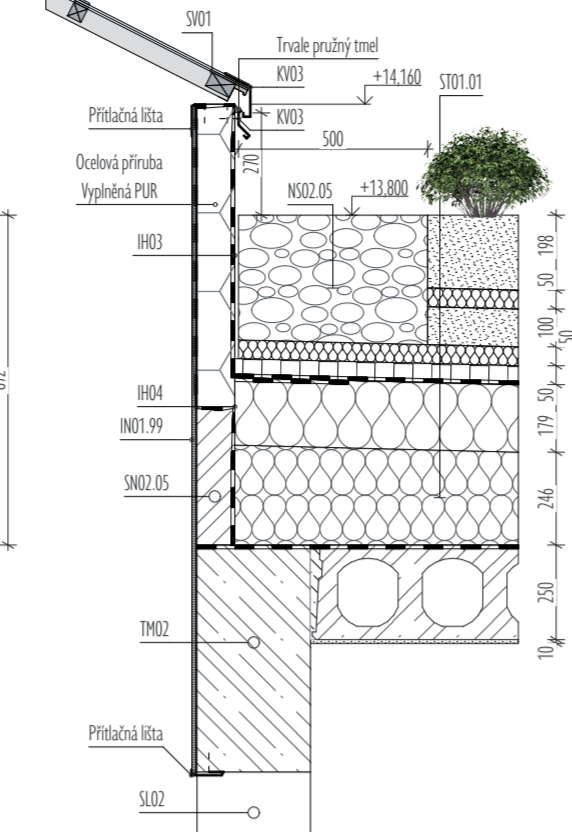 SV01
Trvale pružný tmel
KV03
+14,160
ST01.01
Přítlačná lišta
KV03
500
270
Ocelová příruba
Vyplněná PUR
NS02.05
+13,800
IH03
198
50
100
50
50
179
246
250
10
IH04
IN01.99
SN02.05
TM02
Přítlačná lišta
SL02